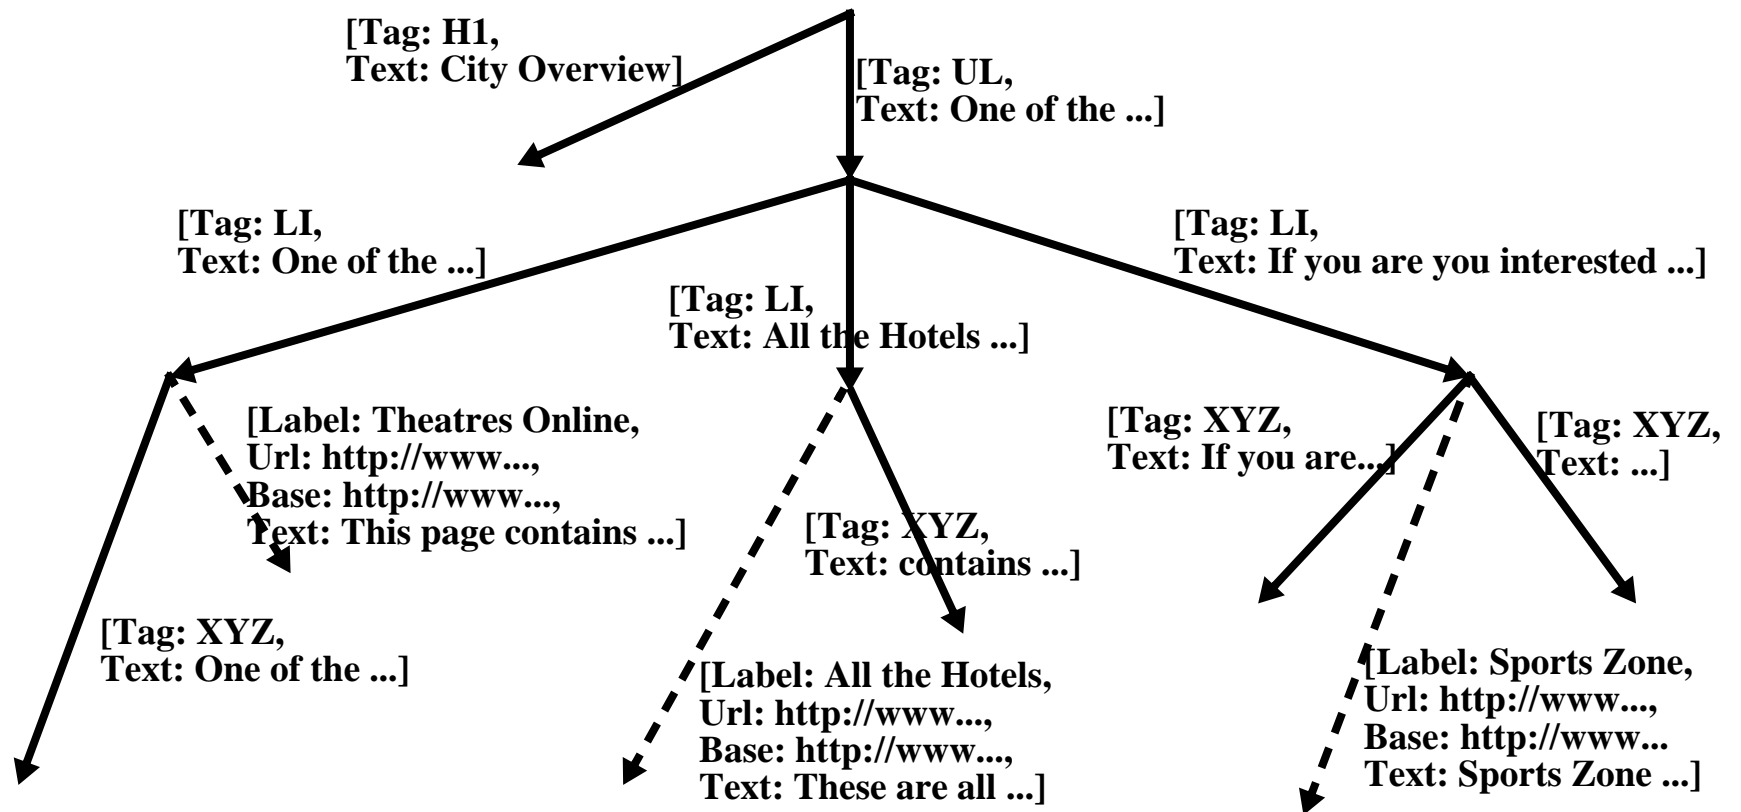 [Tag: H1,
Text: City Overview]
[Tag: UL,
Text: One of the ...]
[Tag: LI,
Text: One of the ...]
[Tag: LI,
Text: All the Hotels ...]
[Tag: LI,
Text: If you are you interested ...]
[Label: Theatres Online,
Url: http://www...,
Base: http://www...,
Text: This page contains ...]
[Tag: XYZ,
Text: One of the ...]
[Tag: XYZ,
Text: contains ...]
[Label: All the Hotels,
Url: http://www...,
Base: http://www...,
Text: These are all ...]
[Tag: XYZ,
Text: If you are...]
[Tag: XYZ,
Text: ...]
[Label: Sports Zone,
Url: http://www...,
Base: http://www...
Text: Sports Zone ...]